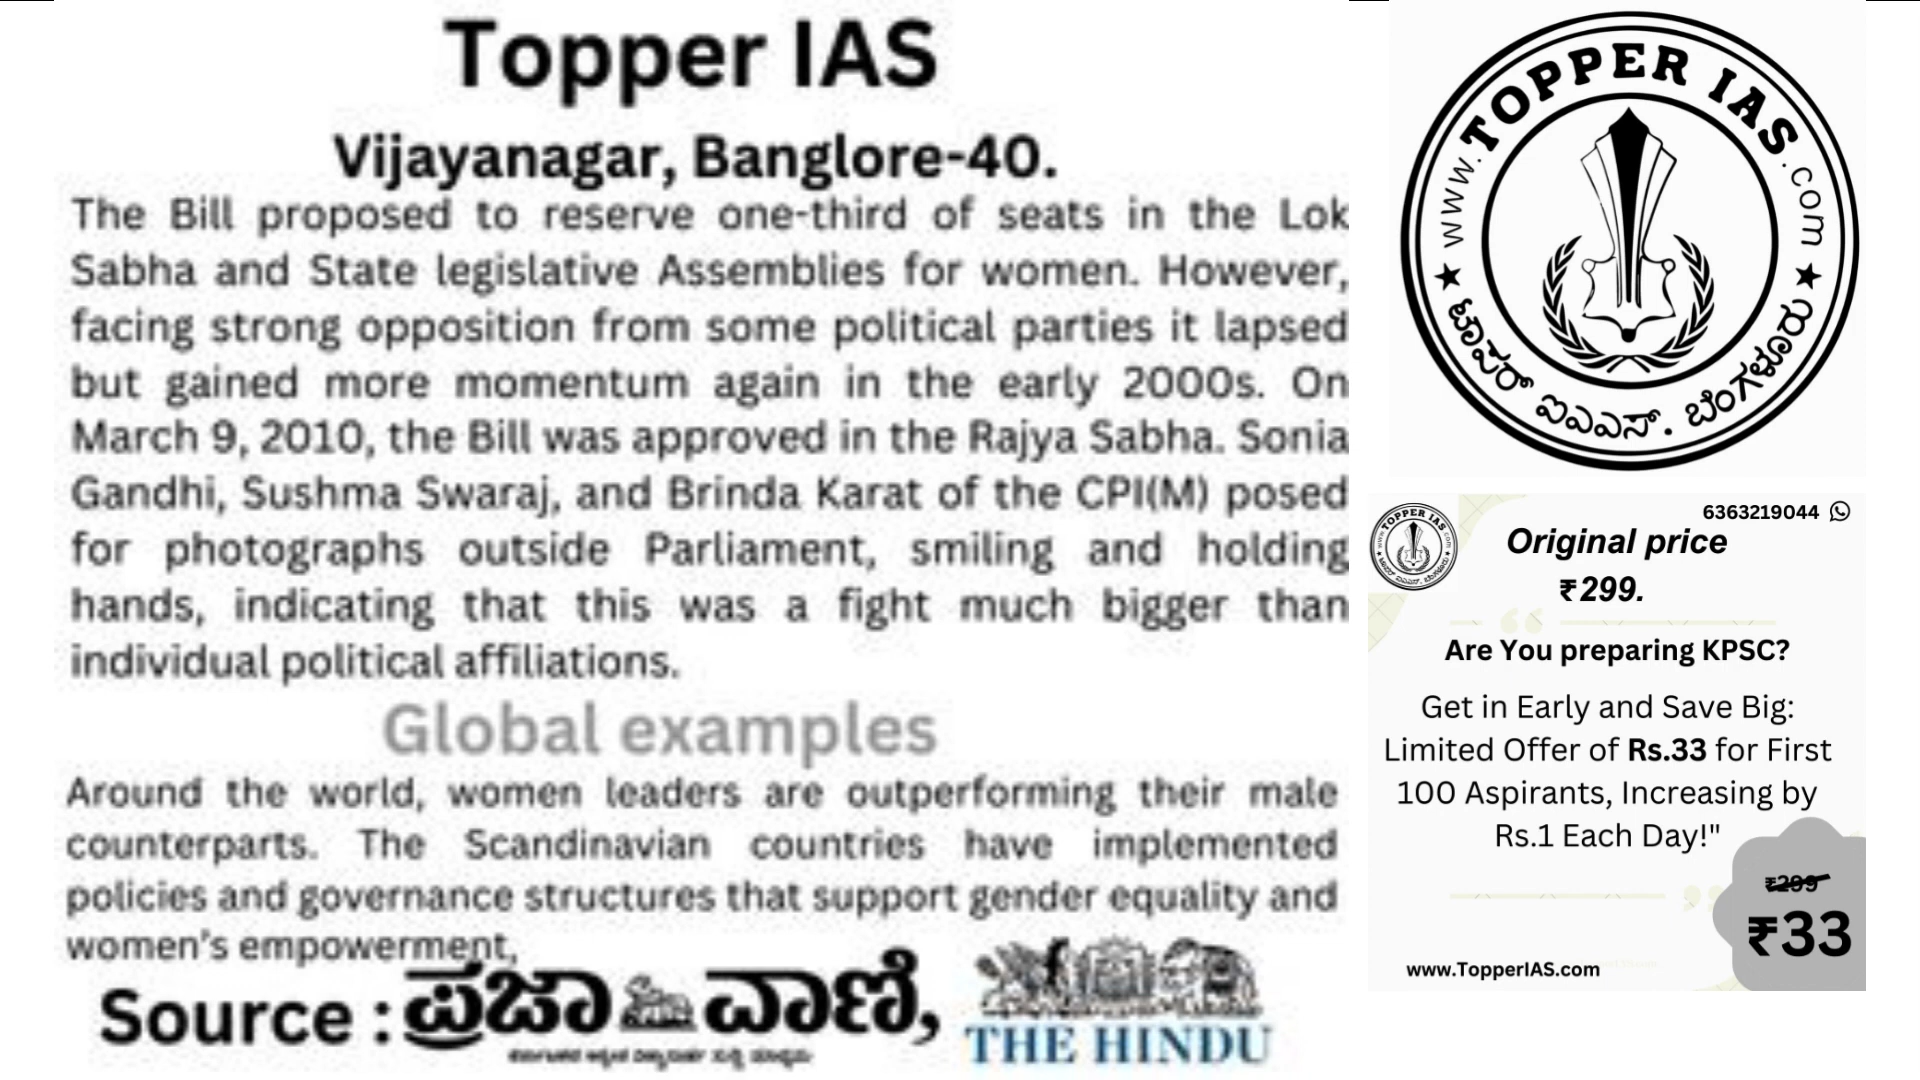 Topper IAS
Vijayanagar, Banglore-40.
The Bill proposed to reserve one-third of seats in the Lok
Sabha and State legislative Assemblies for women. However,
facing strong opposition from some political parties it lapsed
but gained more momentum again in the early 2000s. On
March 9, 2010, the Bill was approved in the Rajya Sabha. Sonia
Gandhi, Sushma Swaraj, and Brinda Karat of the CPI(M) posed
for photographs outside Parliament, smiling and holding
hands, indicating that this was a fight much bigger than
individual political affiliations.
Global examples
Around the world, women leaders are outperforming their male
counterparts. The Scandinavian countries have implemented
policies and governance structures that support gender equality and
women's empowerment,
Source : ಪ್ರಜಾವಾಣಿ,
THE HINDU
www.TOPPER IAS.com
ಟಾಪರ್ ಐಎಎಸ್. ಬೆಂಗಳೂರು
6363219044
Original price
₹299.
Are You preparing KPSC?
Get in Early and Save Big:
Limited Offer of Rs.33 for First
100 Aspirants, Increasing by
Rs.1 Each Day!"
₹299
₹33
www.TopperIAS.com